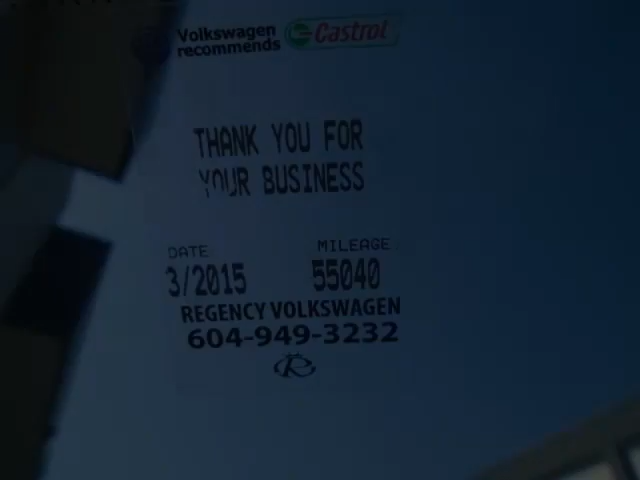 Volkswagen
recommends
Castrol
THANK YOU FOR
YOUR BUSINESS
DATE MILEAGE
3/2015 55040
REGENCY VOLKSWAGEN
604-949-3232
R